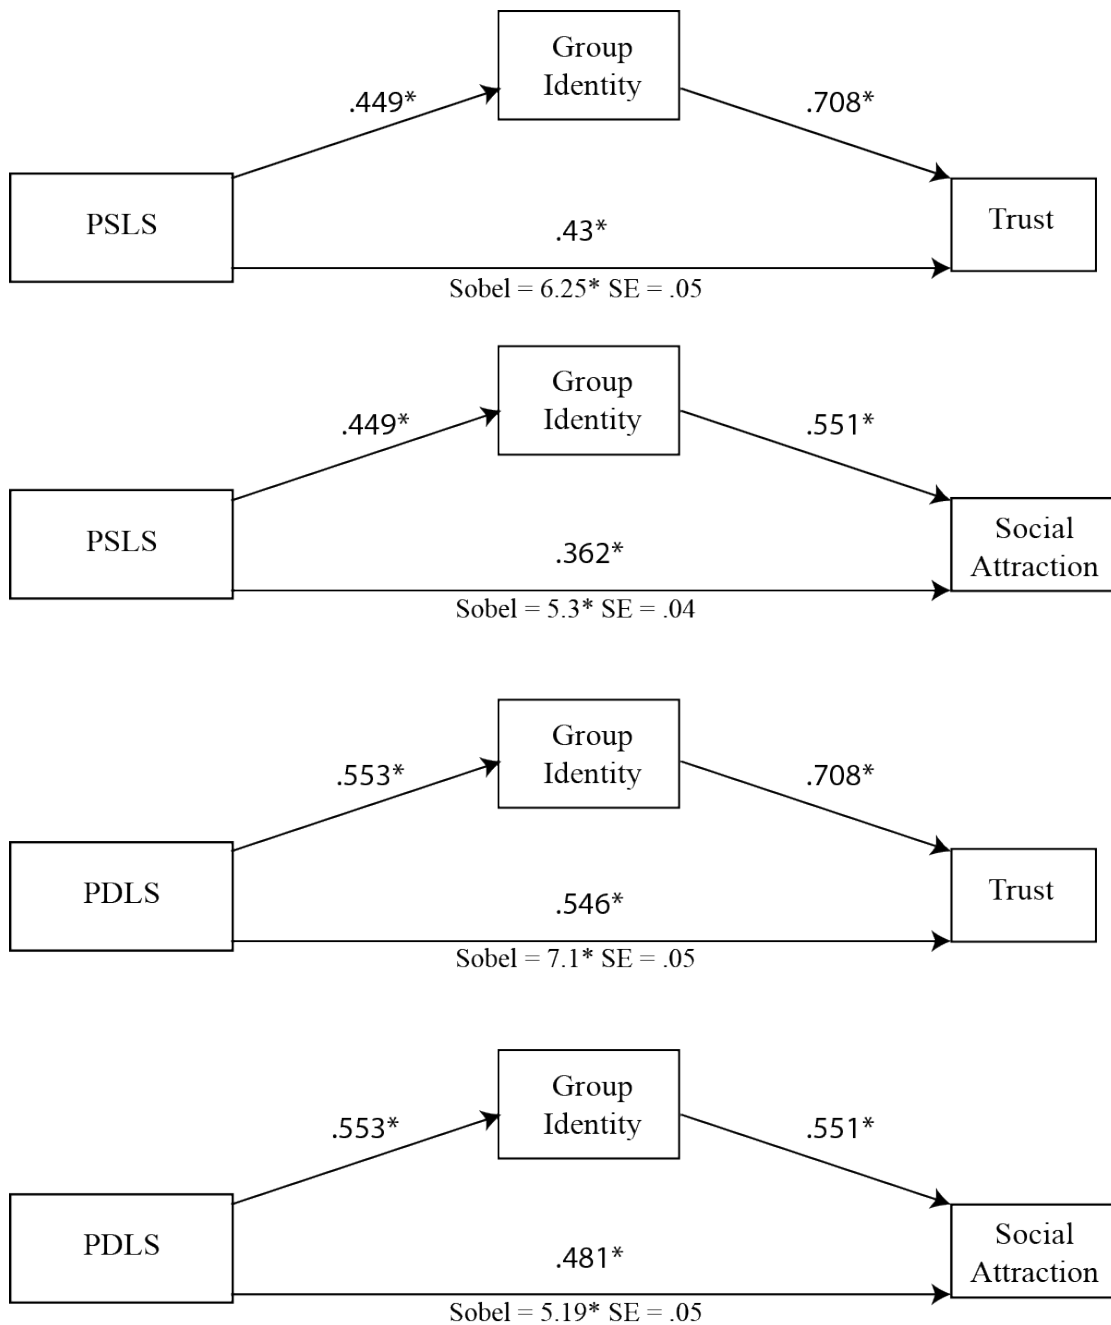 Group
Identity
.449*
.708*
PSLS
Trust
.43*
Sobel = 6.25* SE = .05
Group
Identity
.449*
.551*
PSLS
Social
Attraction
.362*
Sobel = 5.3* SE = .04
Group
Identity
.553*
.708*
PDLS
Trust
.546*
Sobel = 7.1* SE = .05
Group
Identity
.553*
.551*
PDLS
Social
Attraction
.481*
Sobel = 5.19* SE = .05